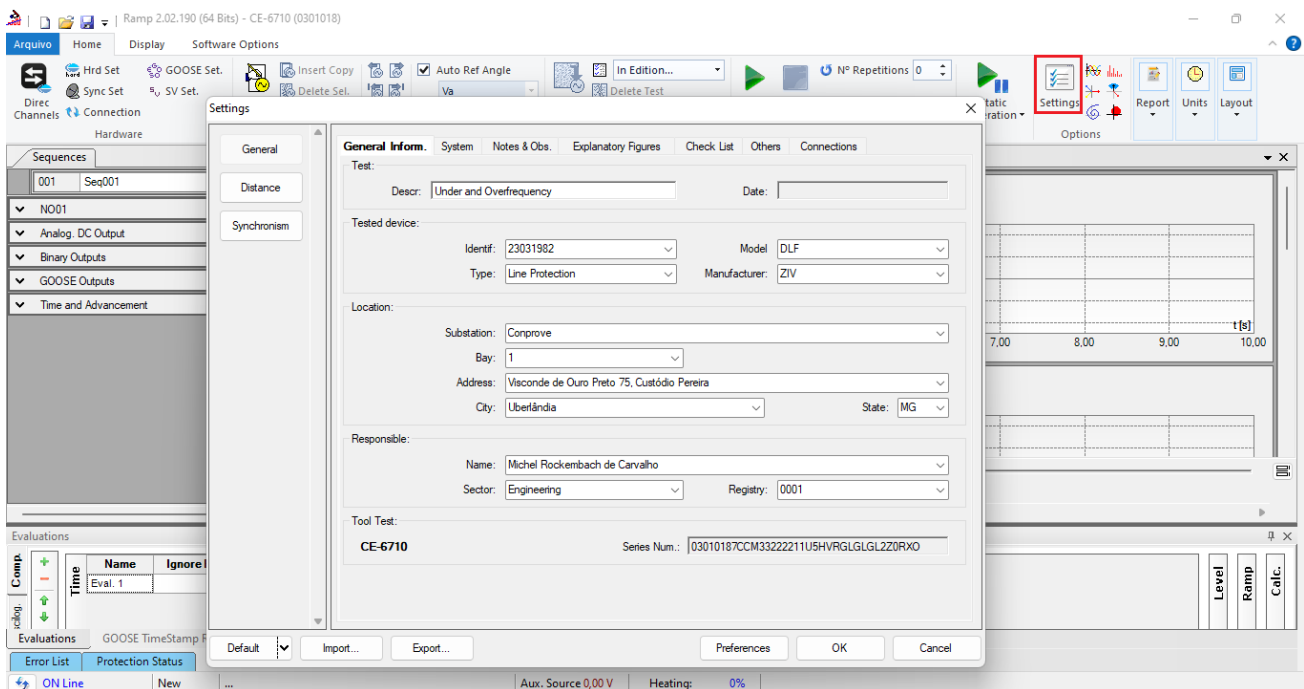 Ramp 2.02.190 (64 Bits) - CE-6710 (0301018)
Arquivo Home Display Software Options
Hrd Set GOOSE Set. Insert Copy Auto Ref Angle In Edition... Nº Repetitions 0
Direc Channels Sync Set SV Set. Delete Sel. Va Delete Test Settings Report Units Layout
Connection
Hardware Options
Settings
Sequences
001 Seq001
NO01
Analog. DC Output
Binary Outputs
GOOSE Outputs
Time and Advancement
General
Distance
Synchronism
General Inform. System Notes & Obs. Explanatory Figures Check List Others Connections
Test:
Descr: Under and Overfrequency Date:
Tested device:
Identif: 23031982 Model DLF
Type: Line Protection Manufacturer: ZIV
Location:
Substation: Conprove
Bay: 1
Address: Visconde de Ouro Preto 75, Custódio Pereira
City: Uberlândia State: MG
Responsible:
Name: Michel Rockembach de Carvalho
Sector: Engineering Registry: 0001
Tool Test:
CE-6710 Series Num.: 03010187CCM33222211U5HVRGLGLGL2Z0RXO
Default Import... Export... Preferences OK Cancel
t [s]
7,00 8,00 9,00 10,00
Evaluations
Comp. Time Name Ignore
Eval. 1
Level Ramp Calc.
Evaluations GOOSE TimeStamp
Error List Protection Status
ON Line New ... Aux. Source 0,00 V Heating: 0%